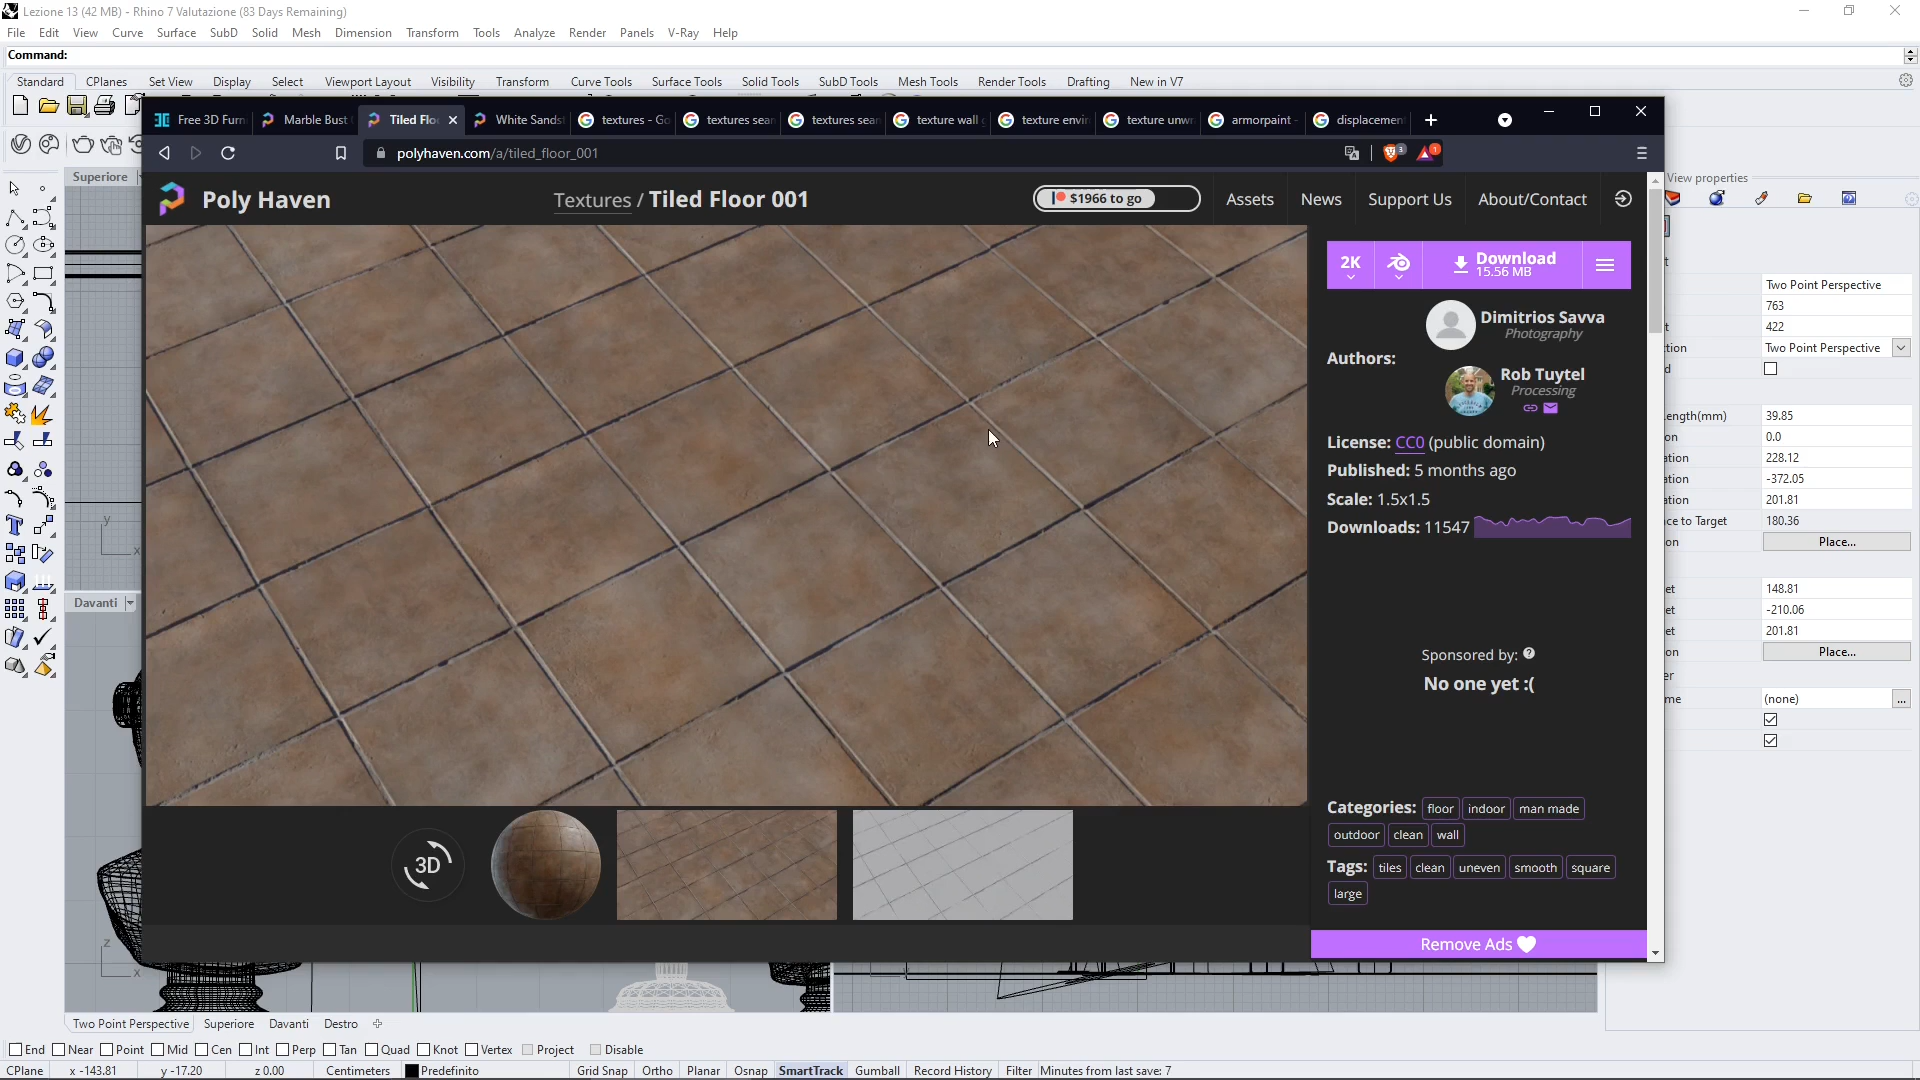 Lezione 13 (42 MB) - Rhino 7 Valutazione (83 Days Remaining)
File Edit View Curve Surface SubD Solid Mesh Dimension Transform Tools Analyze Render Panels V-Ray Help
Command:
Standard CPlanes Set View Display Select Viewport Layout Visibility Transform Curve Tools Surface Tools Solid Tools SubD Tools Mesh Tools Render Tools Drafting New in V7
Free 3D Furn Marble Bust Tiled Flo White Sands textures - Go textures sear textures sear texture wall texture envir texture unwr armorpaint - displacement
polyhaven.com/a/tiled_floor_001 3 1
Superiore
View properties
Poly Haven
Textures / Tiled Floor 001
$1966 to go
Assets News Support Us About/Contact
2K
Download
15.56 MB
Authors:
Dimitrios Savva
Photography
Rob Tuytel
Processing
License: CC0 (public domain)
Published: 5 months ago
Scale: 1.5x1.5
Downloads: 11547
Sponsored by: ?
No one yet :(
Categories: floor indoor man made
outdoor clean wall
Tags: tiles clean uneven smooth square
large
Remove Ads
3D
Two Point Perspective
763
422
Two Point Perspective
ength(mm) 39.85
0.0
228.12
-372.05
201.81
ce to Target 180.36
Place...
148.81
-210.06
201.81
Place...
(none)
...
y
x
Davanti
z
x
Two Point Perspective Superiore Davanti Destro
End Near Point Mid Cen Int Perp Tan Quad Knot Vertex Project Disable
CPlane x -143.81 y -17.20 z 0.00 Centimeters Predefinito Grid Snap Ortho Planar Osnap SmartTrack Gumball Record History Filter Minutes from last save: 7